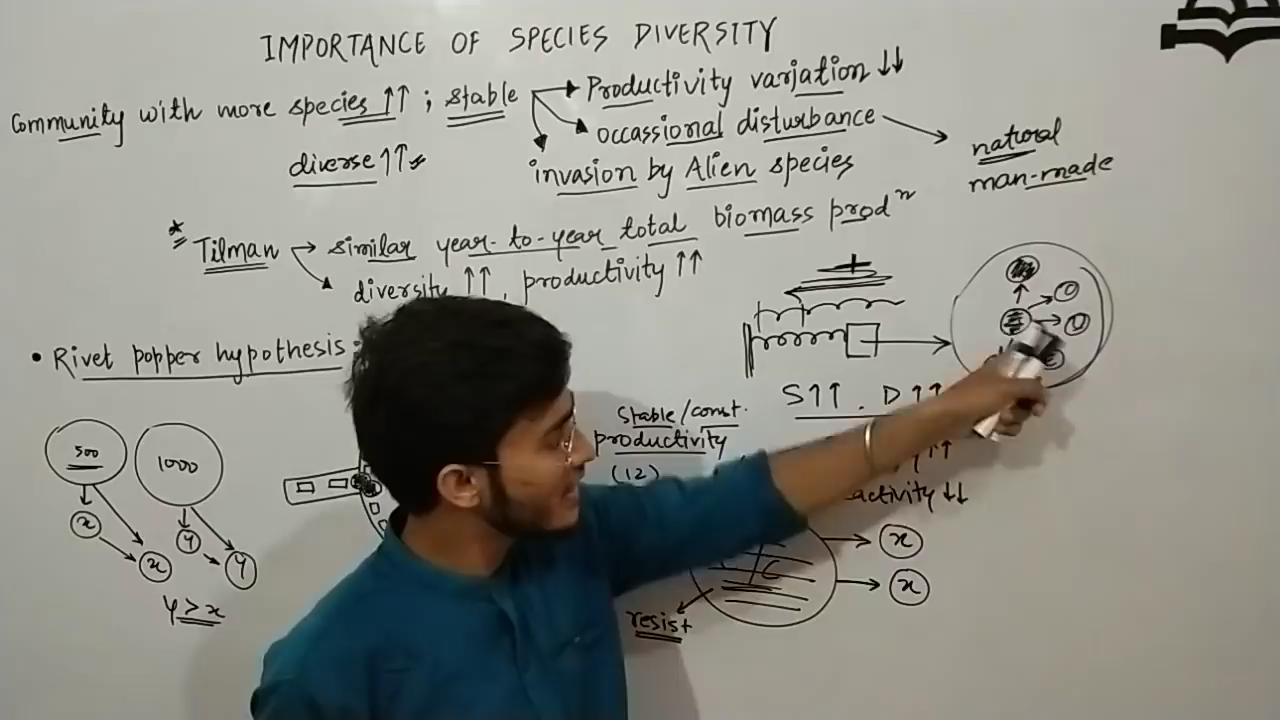 IMPORTANCE OF SPECIES DIVERSITY
Community with more species ↑↑ ; stable → Productivity variation ↓↓
diverse ↑↑
occassional disturbance → natural
man-made
invasion by Alien species
* Tilman → similar year-to-year total biomass prodⁿ
diversity ↑↑, productivity ↑↑
• Rivet popper hypothesis
500
1000
x
x
y
y
y > x
Stable/const.
productivity
(12)
S↑↑ . D↑↑
↑↑
activity ↓↓
C
x
x
resist